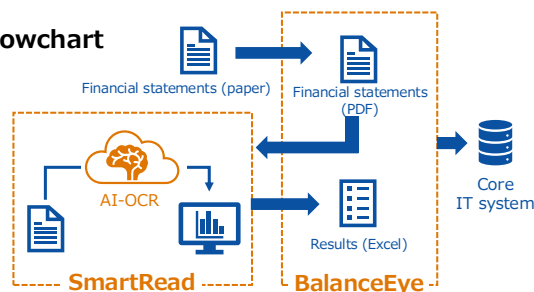 owchart
Financial statements (paper)
Financial statements
(PDF)
AI-OCR
Core
IT system
Results (Excel)
SmartRead
BalanceEye